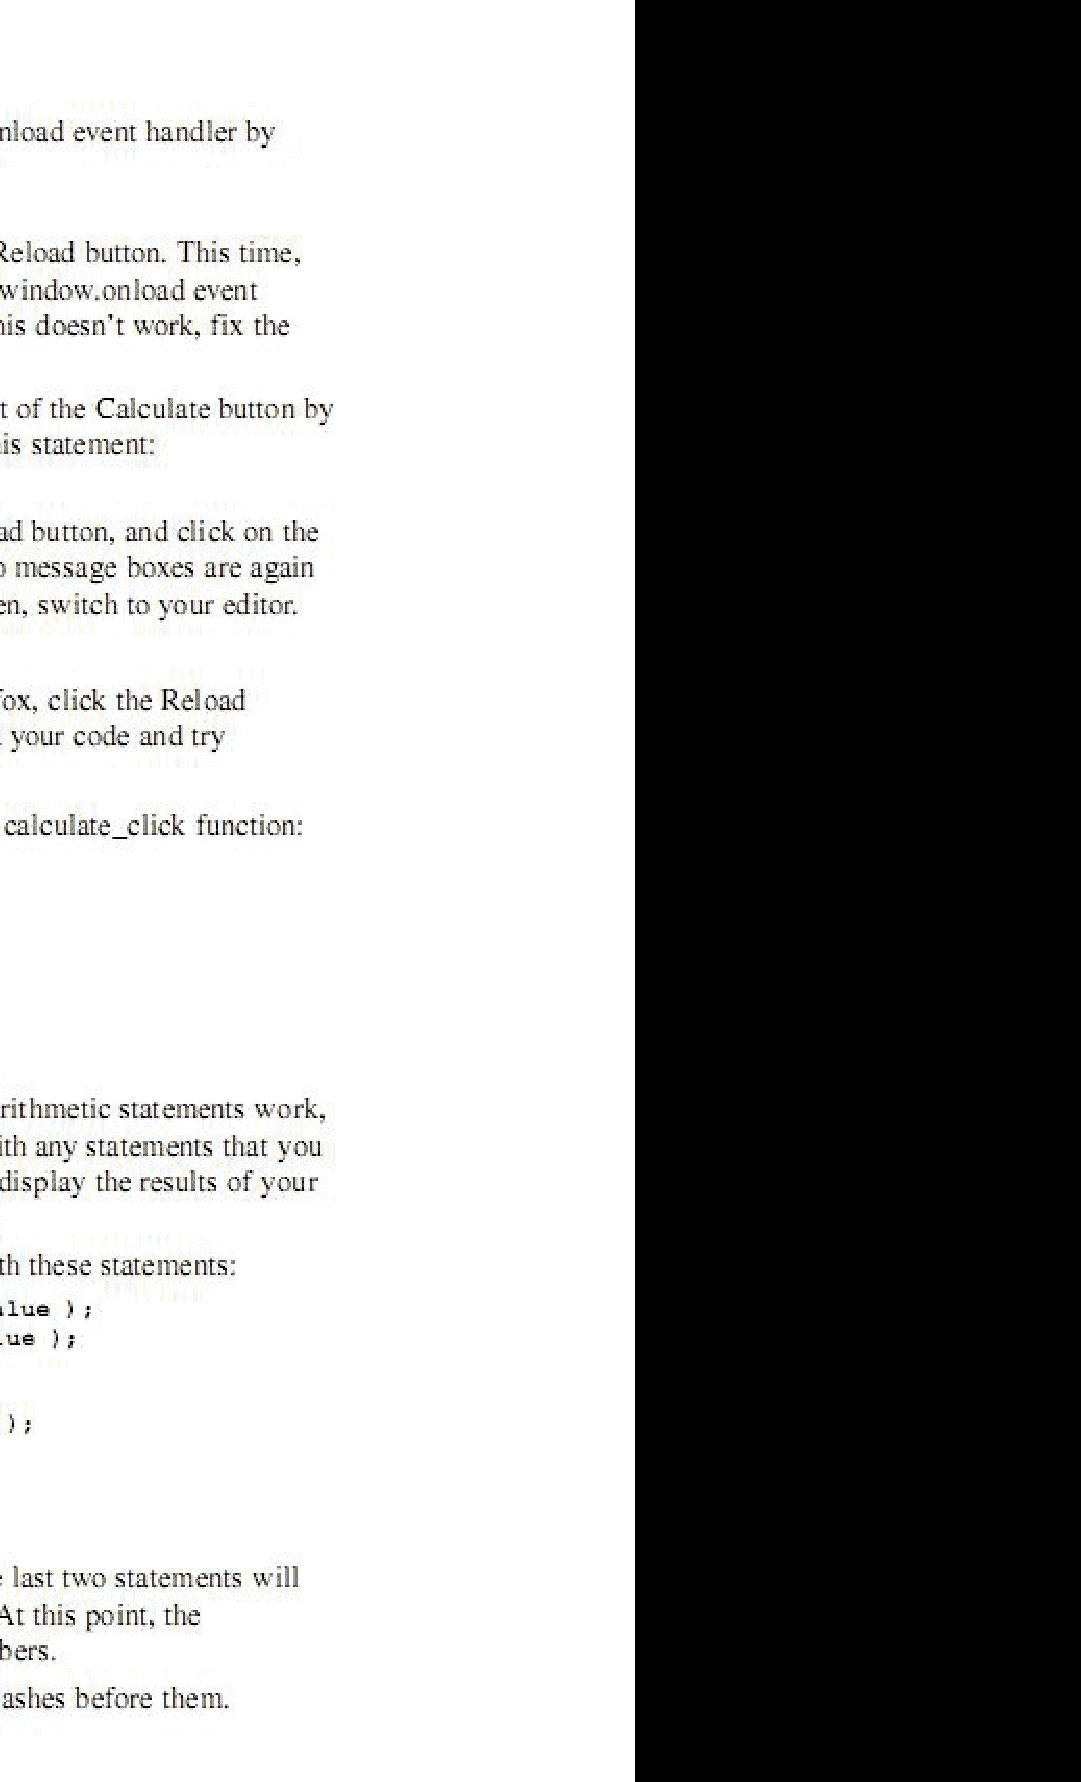 nload event handler by
Reload button. This time,
window.onload event
his doesn't work, fix the
t of the Calculate button by
his statement:
ad button, and click on the
o message boxes are again
en, switch to your editor.
fox, click the Reload
your code and try
calculate_click function:
rithmetic statements work,
ith any statements that you
display the results of your
th these statements:
alue );
lue );
);
e last two statements will
At this point, the
bers.
ashes before them.